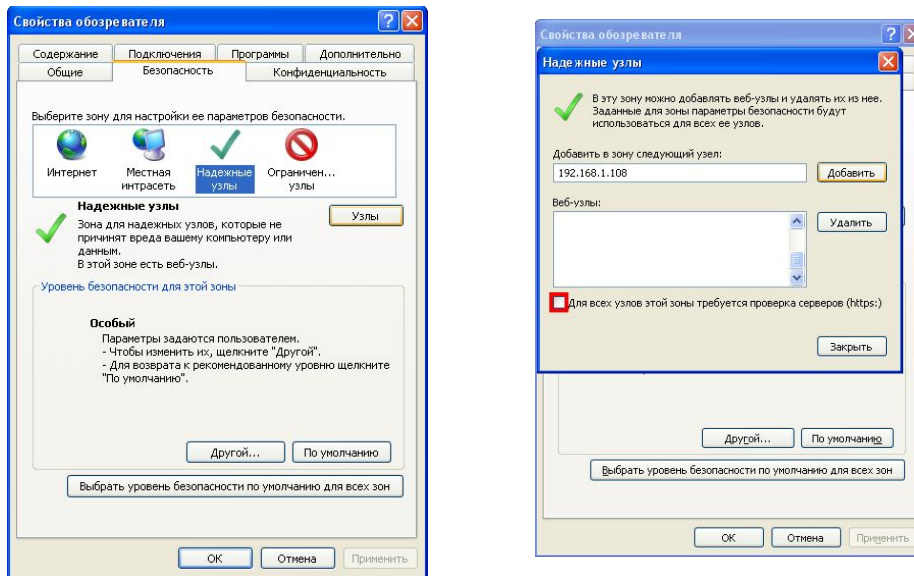 Свойства обозревателя
Содержание Подключения Программы Дополнительно
Общие Безопасность Конфиденциальность
Выберите зону для настройки ее параметров безопасности.
Интернет Местная интрасеть Надежные узлы Ограничен... узлы
Надежные узлы
Узлы
Зона для надежных узлов, которые не
причинят вреда вашему компьютеру или
данным.
В этой зоне есть веб-узлы.
Уровень безопасности для этой зоны
Особый
Параметры задаются пользователем.
- Чтобы изменить их, щелкните "Другой".
- Для возврата к рекомендованному уровню щелкните
"По умолчанию".
Другой... По умолчанию
Выбрать уровень безопасности по умолчанию для всех зон
ОК Отмена Применить
Свойства обозревателя
Надежные узлы
В эту зону можно добавлять веб-узлы и удалять их из нее.
Заданные для зоны параметры безопасности будут
использоваться для всех ее узлов.
Добавить в зону следующий узел:
192.168.1.108 Добавить
Веб-узлы:
Удалить
Для всех узлов этой зоны требуется проверка серверов (https:)
Закрыть
Другой... По умолчанию
Выбрать уровень безопасности по умолчанию для всех зон
ОК Отмена Применить